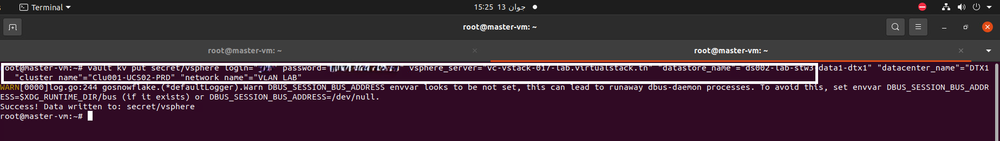 Terminal
15:25 13 جوان
root@master-vm: ~
root@master-vm: ~
root@master-vm: ~
root@master-vm:~# vault kv put secret/vsphere login="" password="" vsphere_server="vc-vstack-017-lab.virtualstack.tn" "datastore_name"="ds002-lab-stw3-data1-dtx1" "datacenter_name"="DTX1
"cluster_name"="Clu001-UCS02-PRD" "network_name"="VLAN LAB"
WARN[0000]log.go:244 gosnowflake.(*defaultLogger).Warn DBUS_SESSION_BUS_ADDRESS envvar looks to be not set, this can lead to runaway dbus-daemon processes. To avoid this, set envvar DBUS_SESSION_BUS_ADDR
ESS=$XDG_RUNTIME_DIR/bus (if it exists) or DBUS_SESSION_BUS_ADDRESS=/dev/null.
Success! Data written to: secret/vsphere
root@master-vm:~#